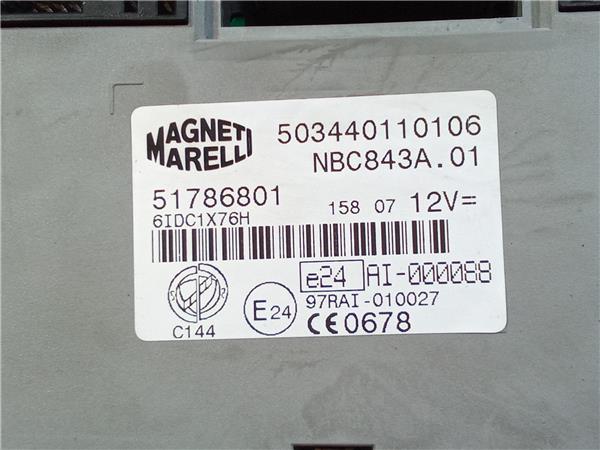 MAGNETI MARELLI
503440110106
NBC843A.01
51786801
6IDC1X76H
158 07 12V=
e24 AI-000088
97RAI-010027
E24
CE0678
C144